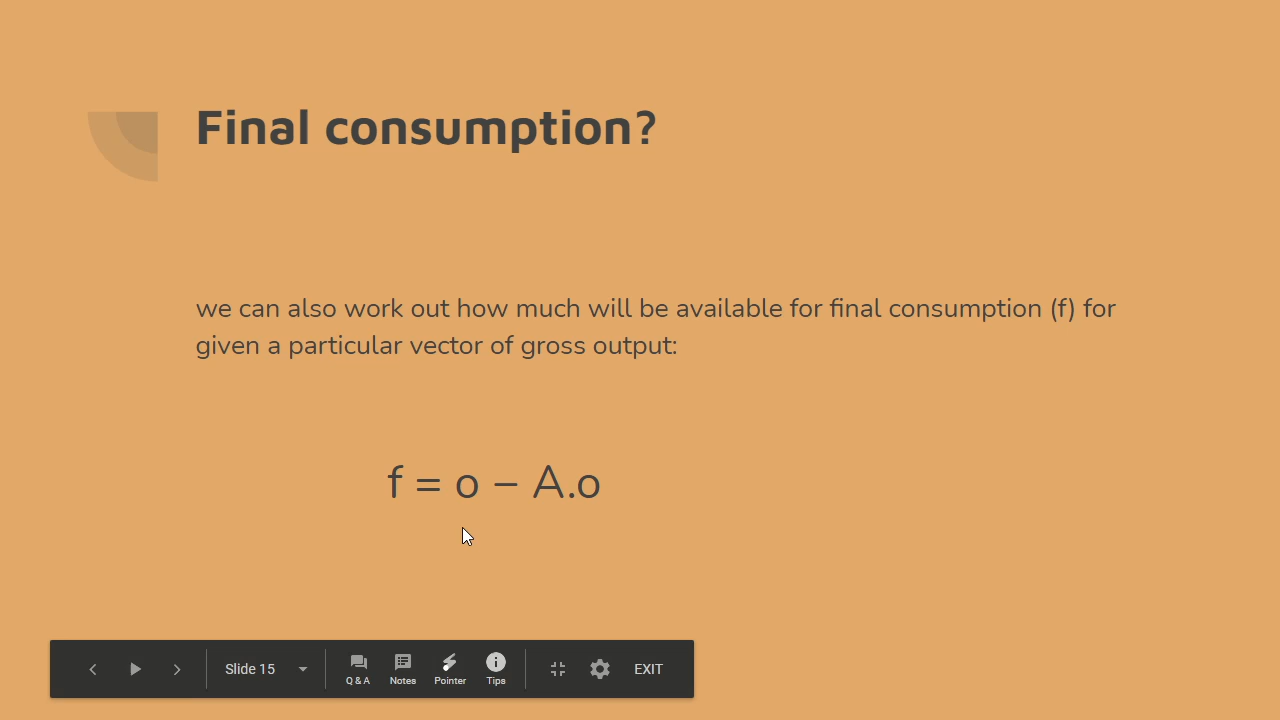 Final consumption?
we can also work out how much will be available for final consumption (f) for
given a particular vector of gross output:
f = o – A.o
Slide 15
Q & A
Notes
Pointer
Tips
EXIT